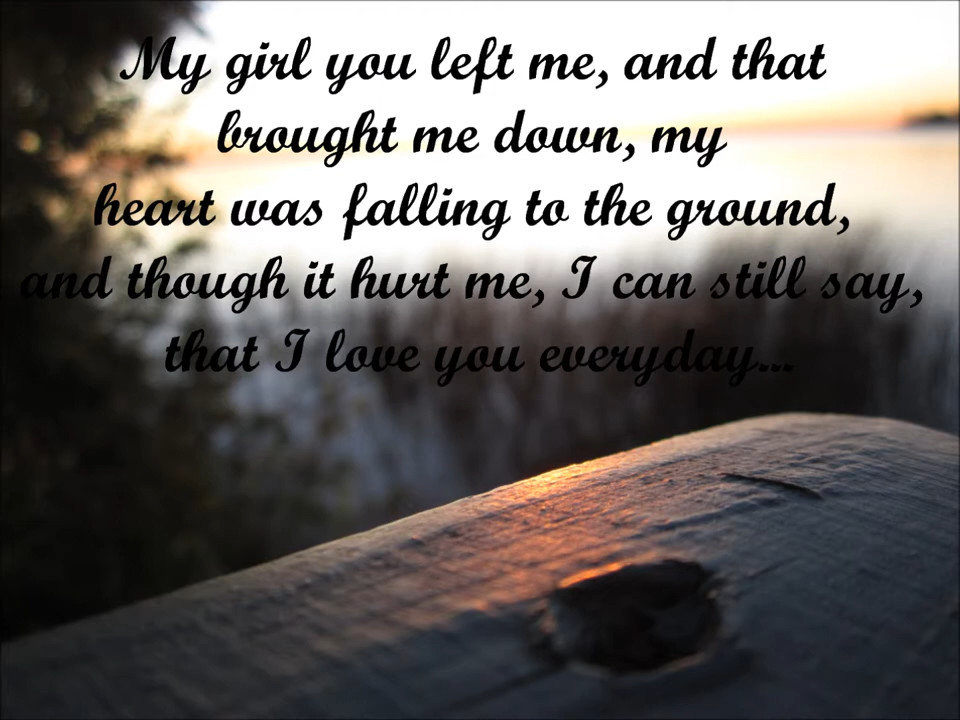 My girl you left me, and that
brought me down, my
heart was falling to the ground,
and though it hurt me, I can still say,
that I love you everyday...